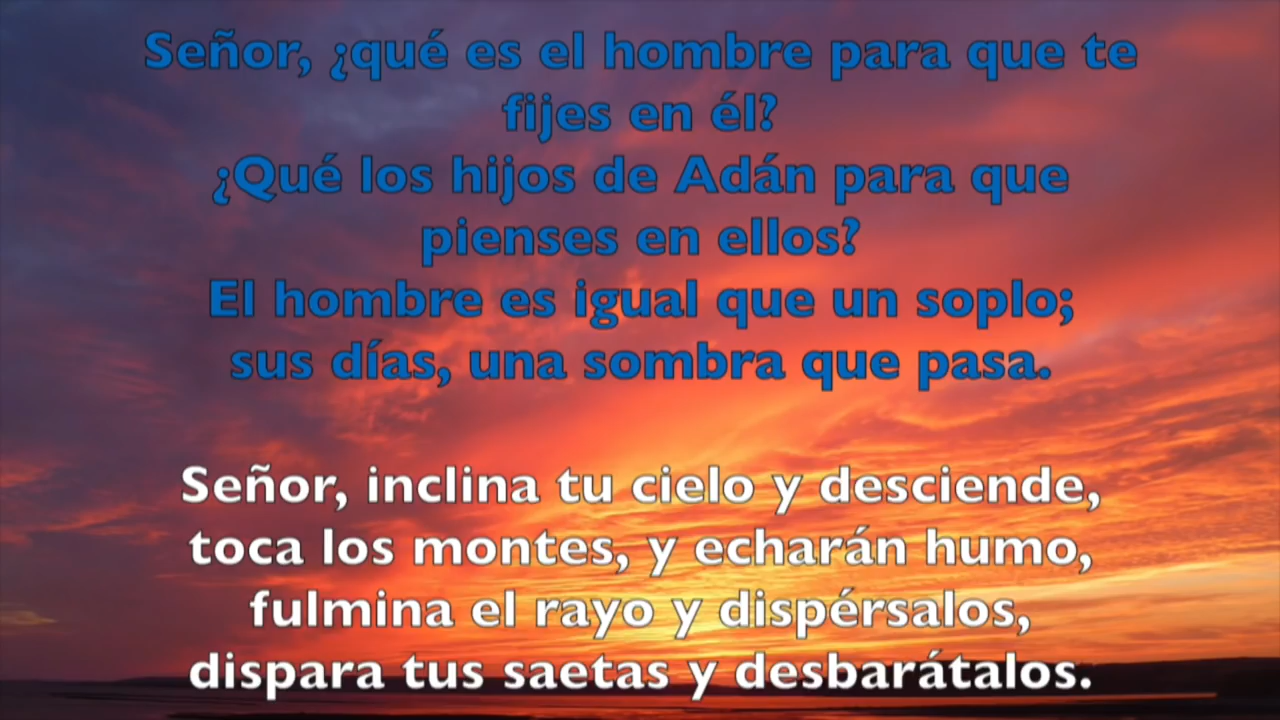 Señor, ¿qué es el hombre para que te
fijes en él?
¿Qué los hijos de Adán para que
pienses en ellos?
El hombre es igual que un soplo;
sus días, una sombra que pasa.
Señor, inclina tu cielo y desciende,
toca los montes, y echarán humo,
fulmina el rayo y dispérsalos,
dispara tus saetas y desbarátalos.